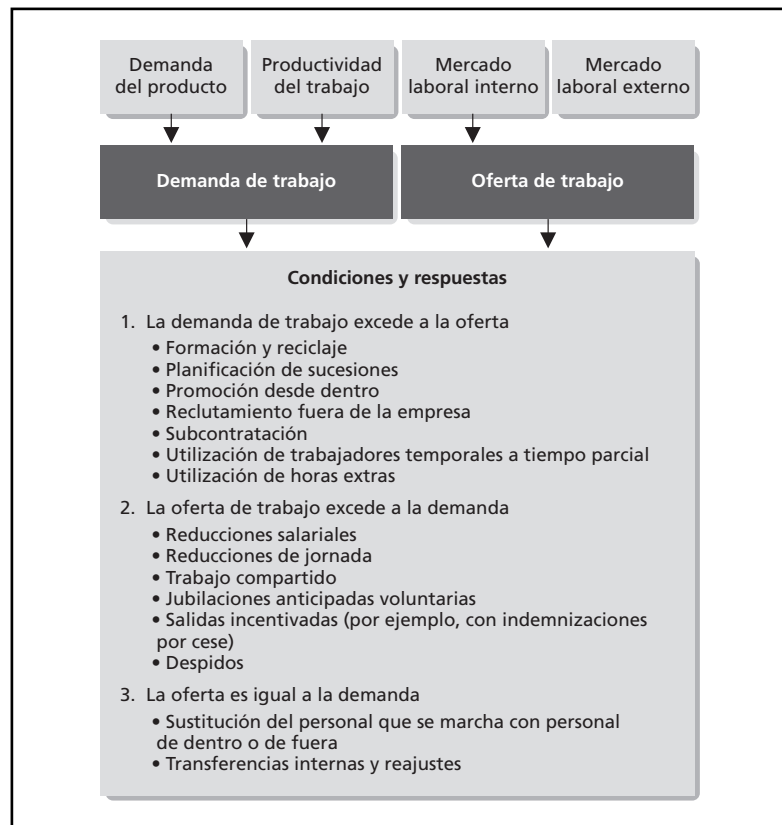 Demanda
del producto
Productividad
del trabajo
Mercado
laboral interno
Mercado
laboral externo
Demanda de trabajo
Oferta de trabajo
Condiciones y respuestas
1. La demanda de trabajo excede a la oferta
• Formación y reciclaje
• Planificación de sucesiones
• Promoción desde dentro
• Reclutamiento fuera de la empresa
• Subcontratación
• Utilización de trabajadores temporales a tiempo parcial
• Utilización de horas extras
2. La oferta de trabajo excede a la demanda
• Reducciones salariales
• Reducciones de jornada
• Trabajo compartido
• Jubilaciones anticipadas voluntarias
• Salidas incentivadas (por ejemplo, con indemnizaciones
por cese)
• Despidos
3. La oferta es igual a la demanda
• Sustitución del personal que se marcha con personal
de dentro o de fuera
• Transferencias internas y reajustes